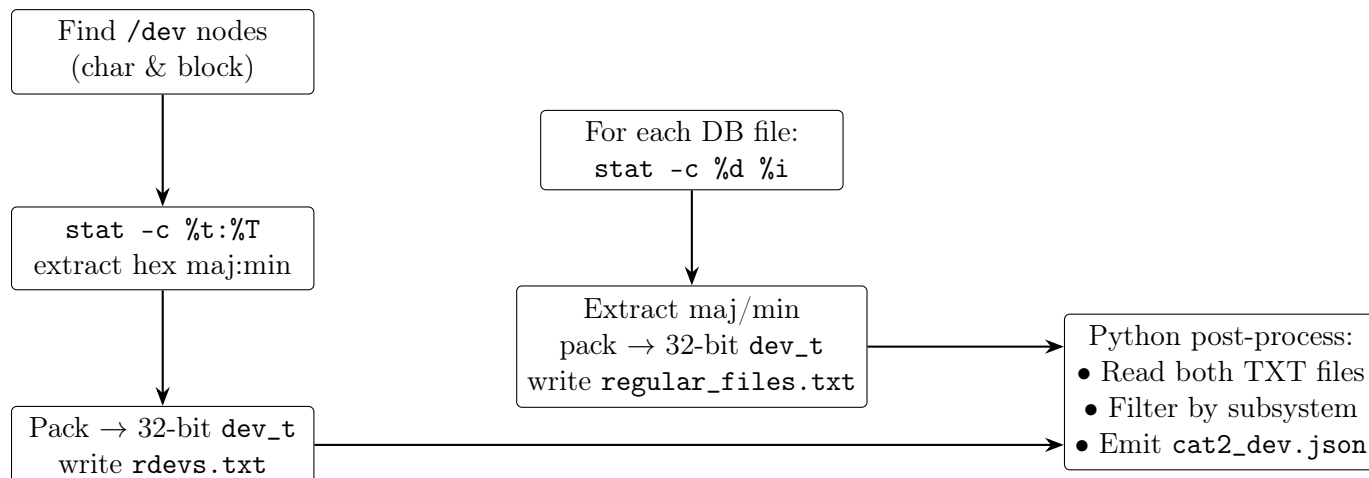 Find /dev nodes
(char & block)
stat -c %t:%T
extract hex maj:min
Pack → 32-bit dev_t
write rdevs.txt
For each DB file:
stat -c %d %i
Extract maj/min
pack → 32-bit dev_t
write regular_files.txt
Python post-process:
• Read both TXT files
• Filter by subsystem
• Emit cat2_dev.json